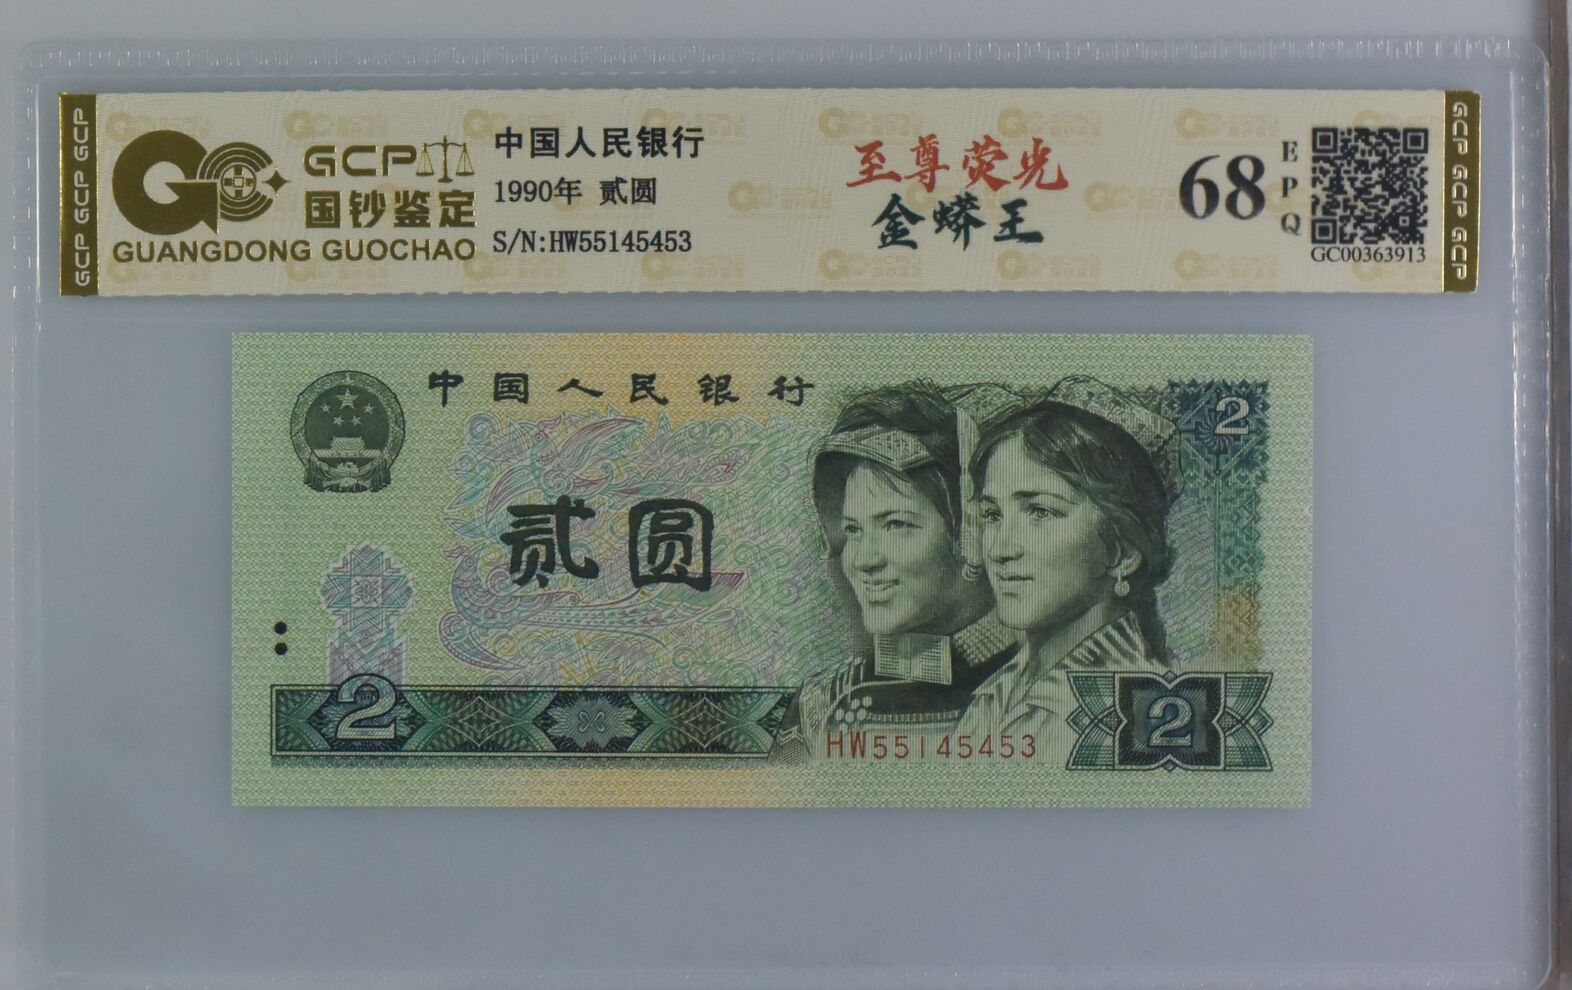 GCP GCP GCP
GCP
国钞鉴定
GUANGDONG GUOCHAO
中国人民银行
1990年 贰圆
S/N:HW55145453
至尊荧光
金蟒王
68
EPQ
GC00363913
GCP GCP GCP
中国人民银行
2
贰圆
2
HW55145453
2